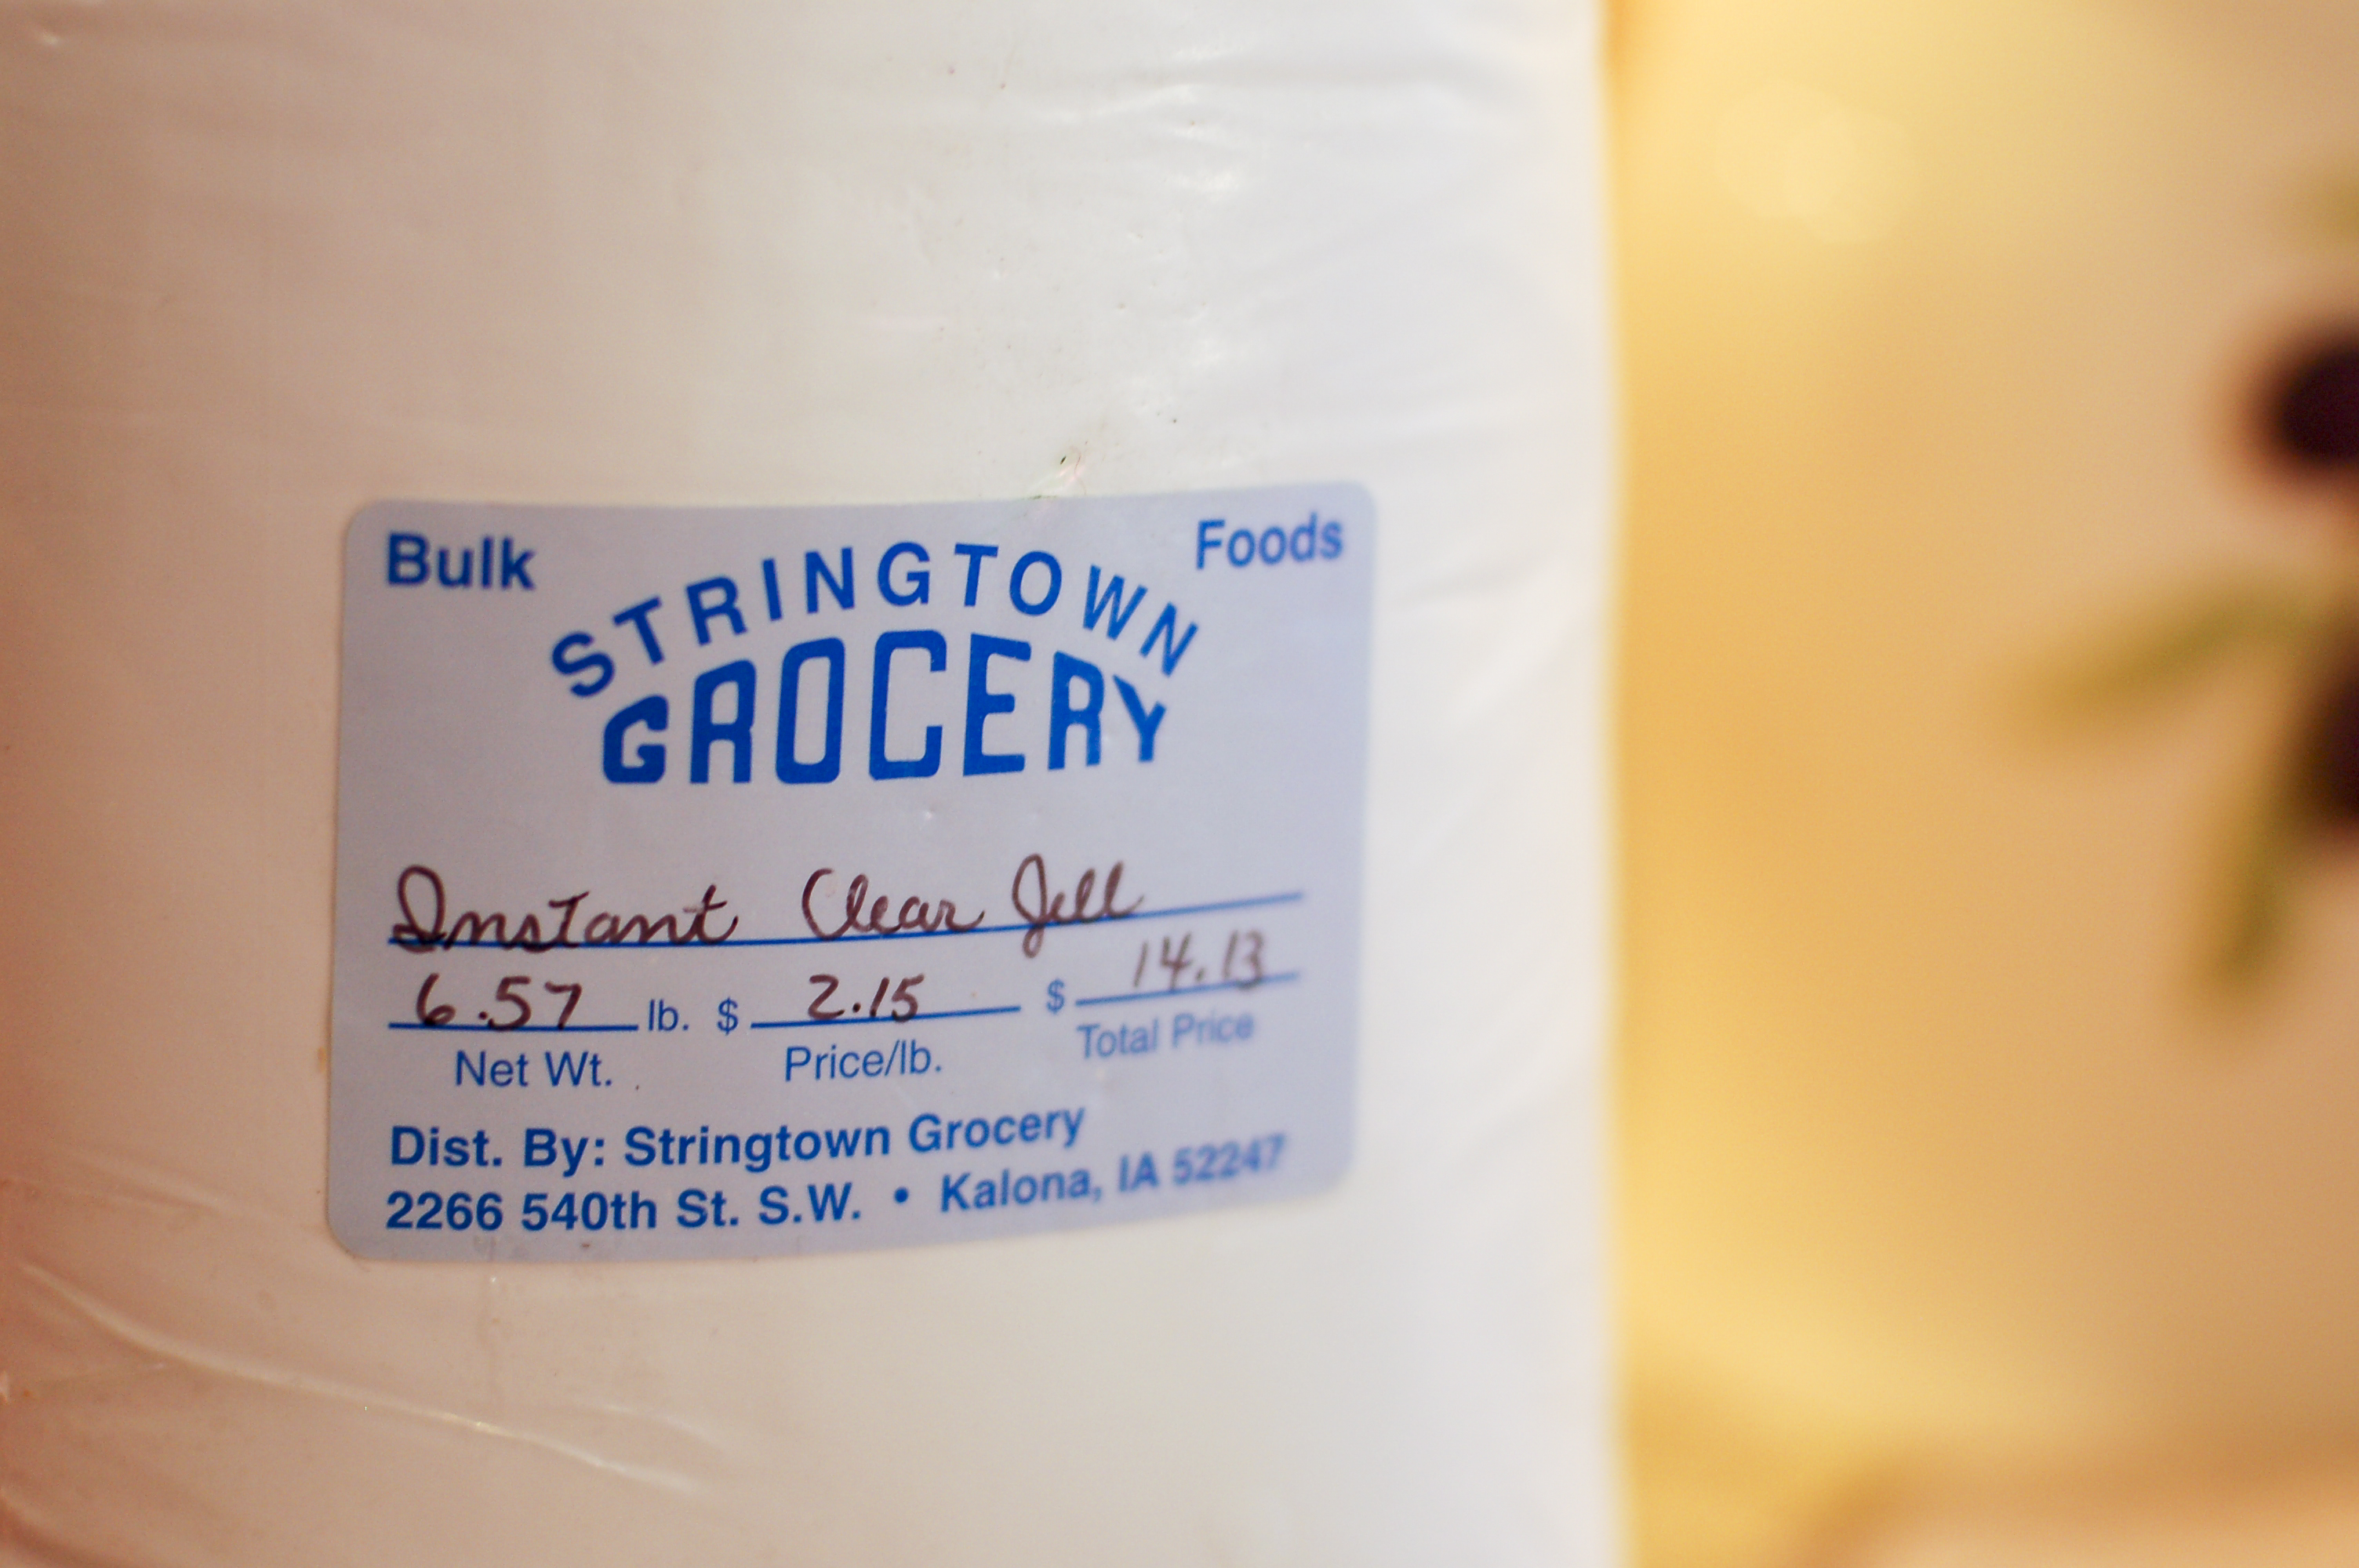 Bulk Foods
STRINGTOWN
GROCERY
Instant Clear Jell
6.57 lb. $ 2.15 $ 14.13
Net Wt. Price/lb. Total Price
Dist. By: Stringtown Grocery
2266 540th St. S.W. • Kalona, IA 52247